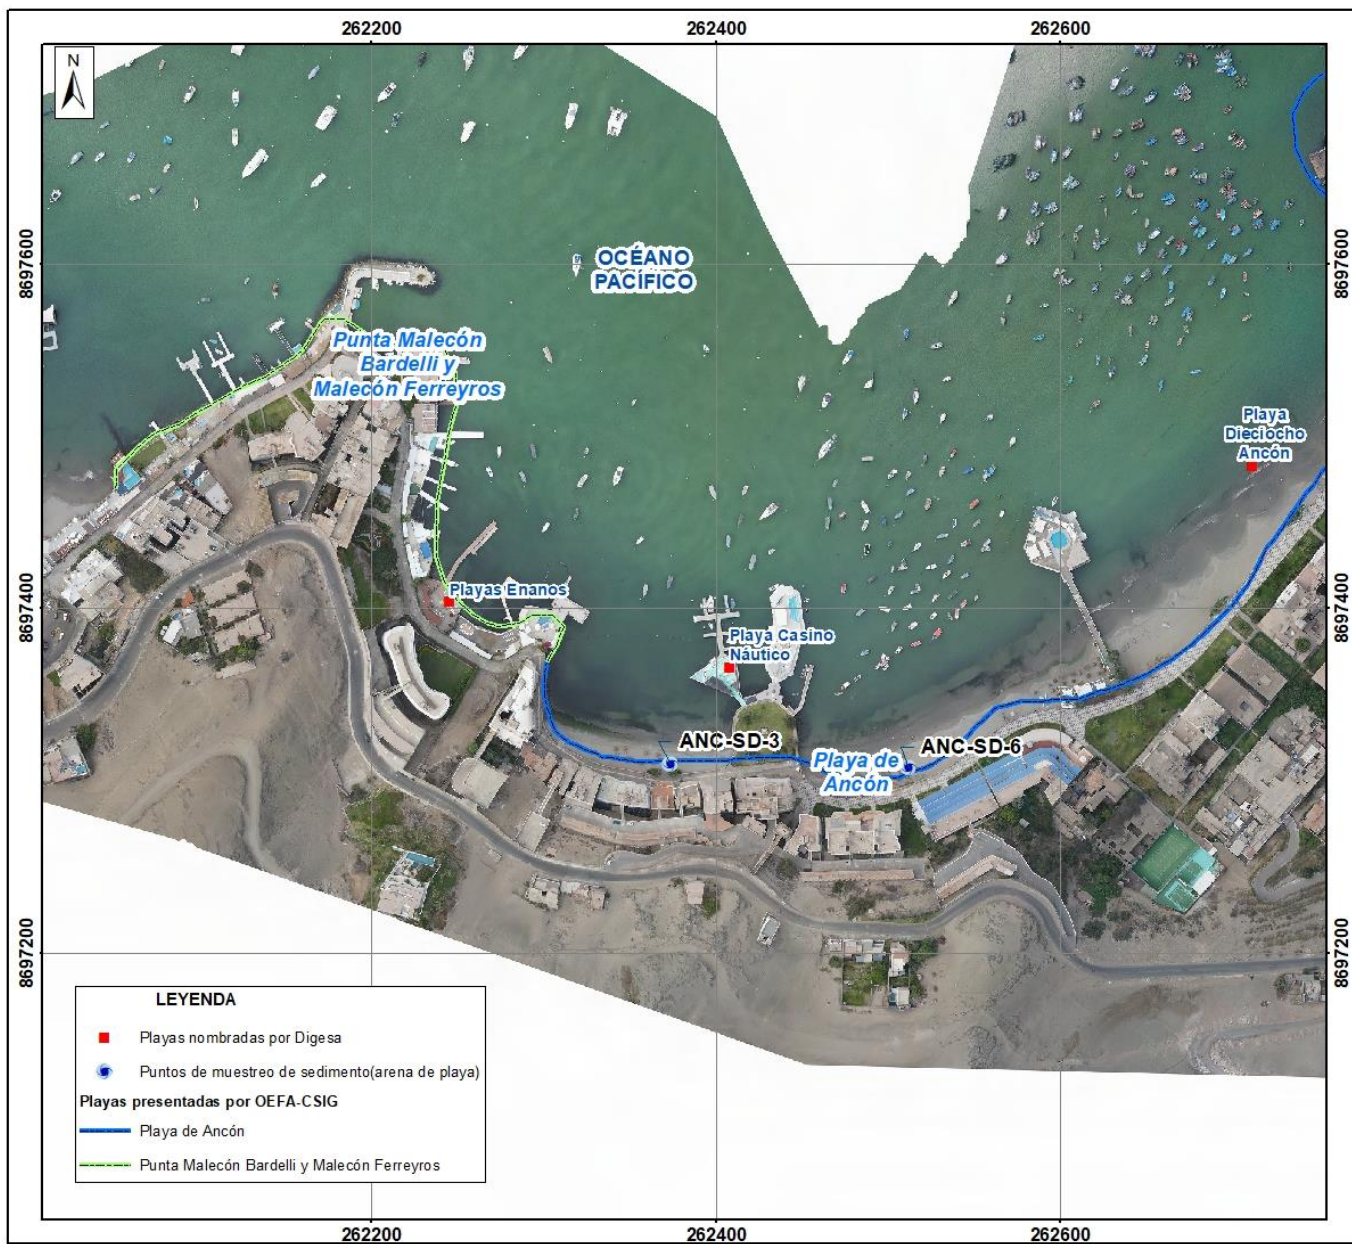 262200
262400
262600
N
8697600
8697600
OCÉANO
PACÍFICO
Punta Malecón
Bardelli y
Malecón Ferreyros
Playa
Dieciocho
Ancón
8697400
8697400
Playas Enanos
Playa Casino
Náutico
ANC-SD-3
ANC-SD-6
Playa de
Ancón
8697200
8697200
LEYENDA
Playas nombradas por Digesa
Puntos de muestreo de sedimento(arena de playa)
Playas presentadas por OEFA-CSIG
Playa de Ancón
Punta Malecón Bardelli y Malecón Ferreyros
262200
262400
262600